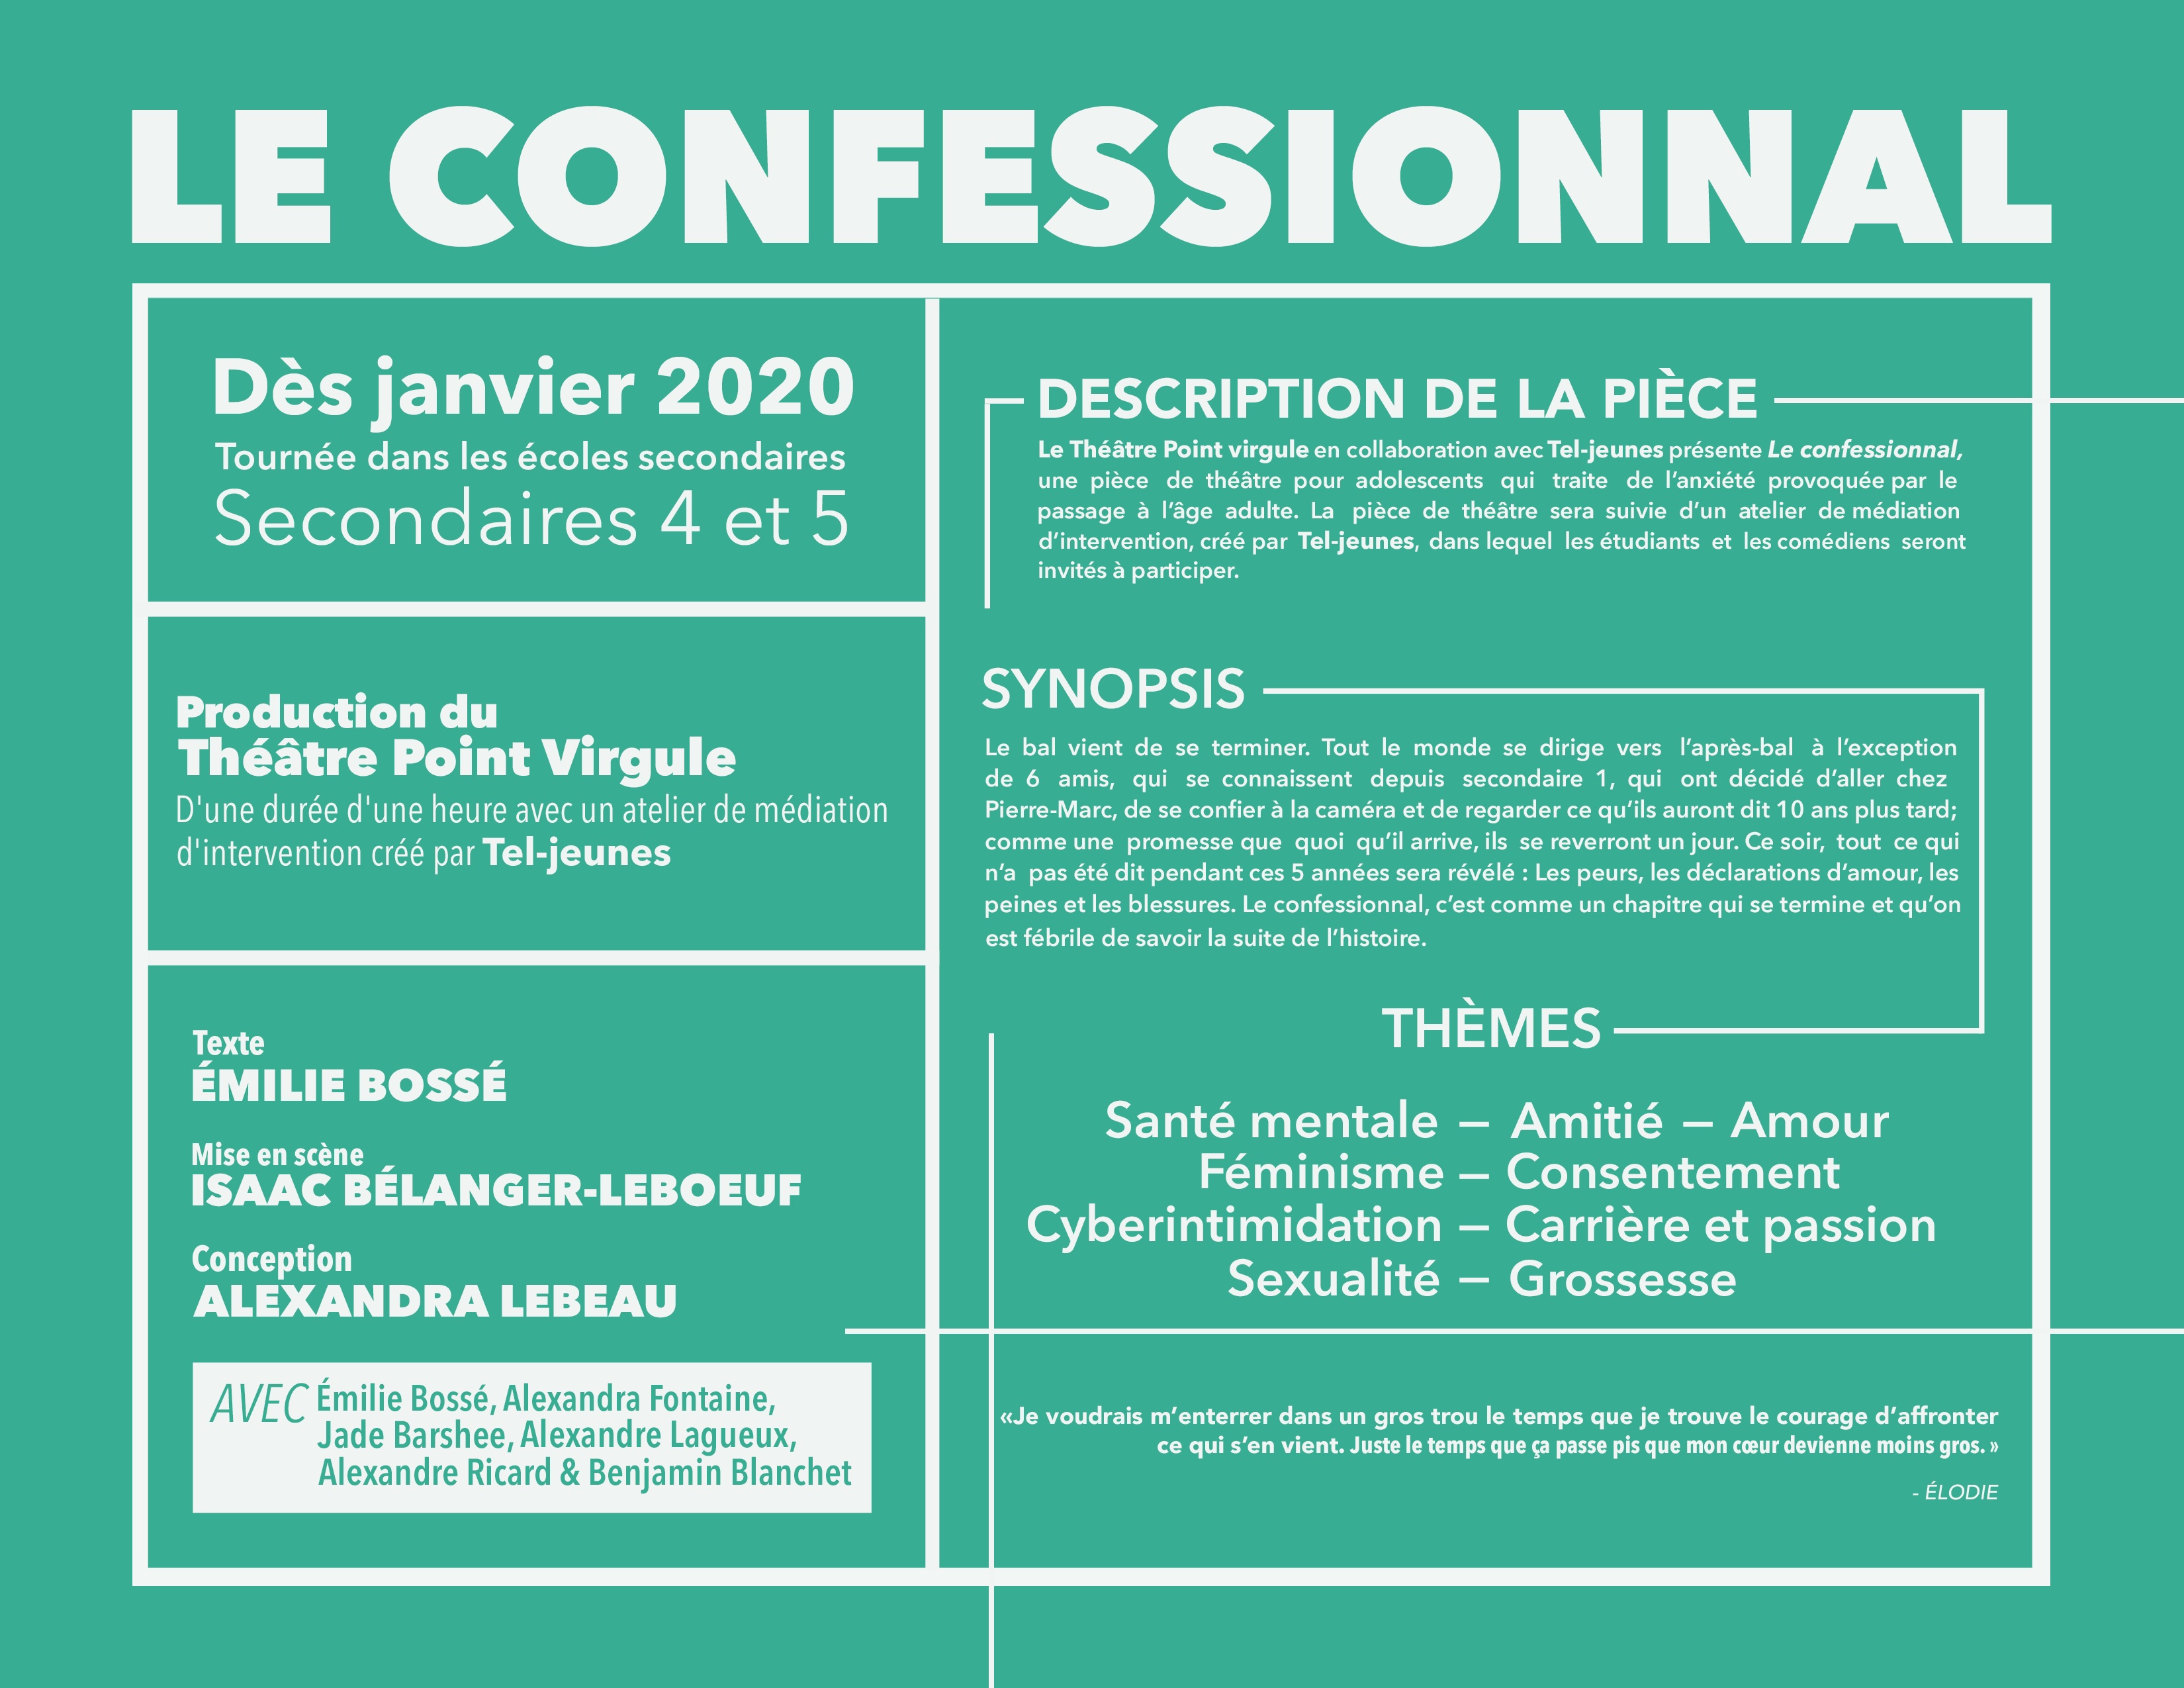 LE CONFESSIONNAL
Dès janvier 2020
Tournée dans les écoles secondaires
Secondaires 4 et 5
Production du
Théâtre Point Virgule
D'une durée d'une heure avec un atelier de médiation
d'intervention créé par Tel-jeunes
Texte
ÉMILIE BOSSÉ
Mise en scène
ISAAC BÉLANGER-LEBOEUF
Conception
ALEXANDRA LEBEAU
AVEC Émilie Bossé, Alexandra Fontaine,
Jade Barshee, Alexandre Lagueux,
Alexandre Ricard & Benjamin Blanchet
DESCRIPTION DE LA PIÈCE
Le Théâtre Point virgule en collaboration avec Tel-jeunes présente Le confessionnal,
une pièce de théâtre pour adolescents qui traite de l’anxiété provoquée par le
passage à l’âge adulte. La pièce de théâtre sera suivie d’un atelier de médiation
d’intervention, créé par Tel-jeunes, dans lequel les étudiants et les comédiens seront
invités à participer.
SYNOPSIS
Le bal vient de se terminer. Tout le monde se dirige vers l’après-bal à l’exception
de 6 amis, qui se connaissent depuis secondaire 1, qui ont décidé d’aller chez
Pierre-Marc, de se confier à la caméra et de regarder ce qu’ils auront dit 10 ans plus tard;
comme une promesse que quoi qu’il arrive, ils se reverront un jour. Ce soir, tout ce qui
n’a pas été dit pendant ces 5 années sera révélé : Les peurs, les déclarations d’amour, les
peines et les blessures. Le confessionnal, c’est comme un chapitre qui se termine et qu’on
est fébrile de savoir la suite de l’histoire.
THÈMES
Santé mentale – Amitié – Amour
Féminisme – Consentement
Cyberintimidation – Carrière et passion
Sexualité – Grossesse
«Je voudrais m’enterrer dans un gros trou le temps que je trouve le courage d’affronter
ce qui s’en vient. Juste le temps que ça passe pis que mon cœur devienne moins gros. »
- ÉLODIE